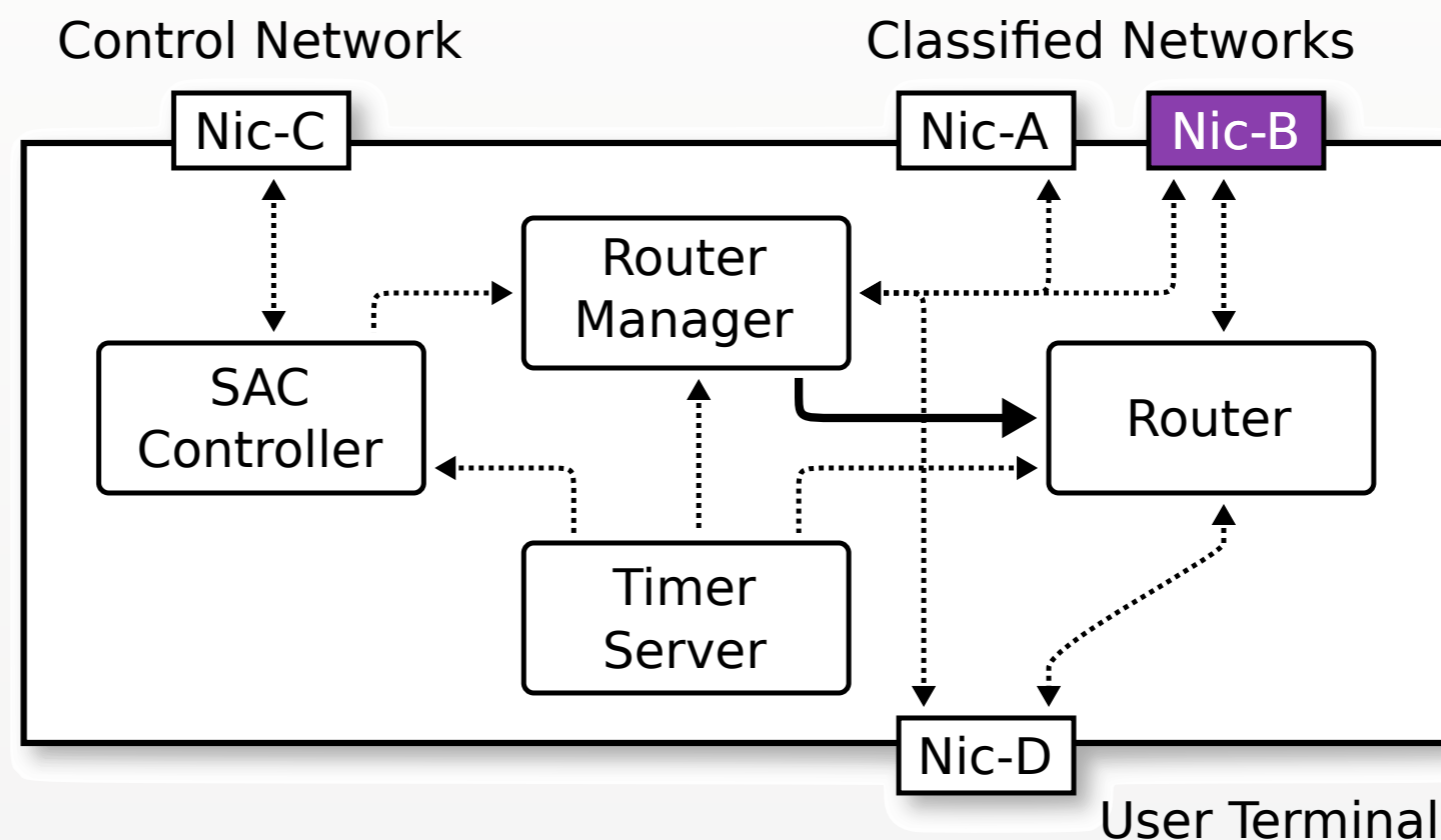 Control Network
Classified Networks
Nic-C
Nic-A
Nic-B
Router
Manager
SAC
Controller
Router
Timer
Server
Nic-D
User Terminal